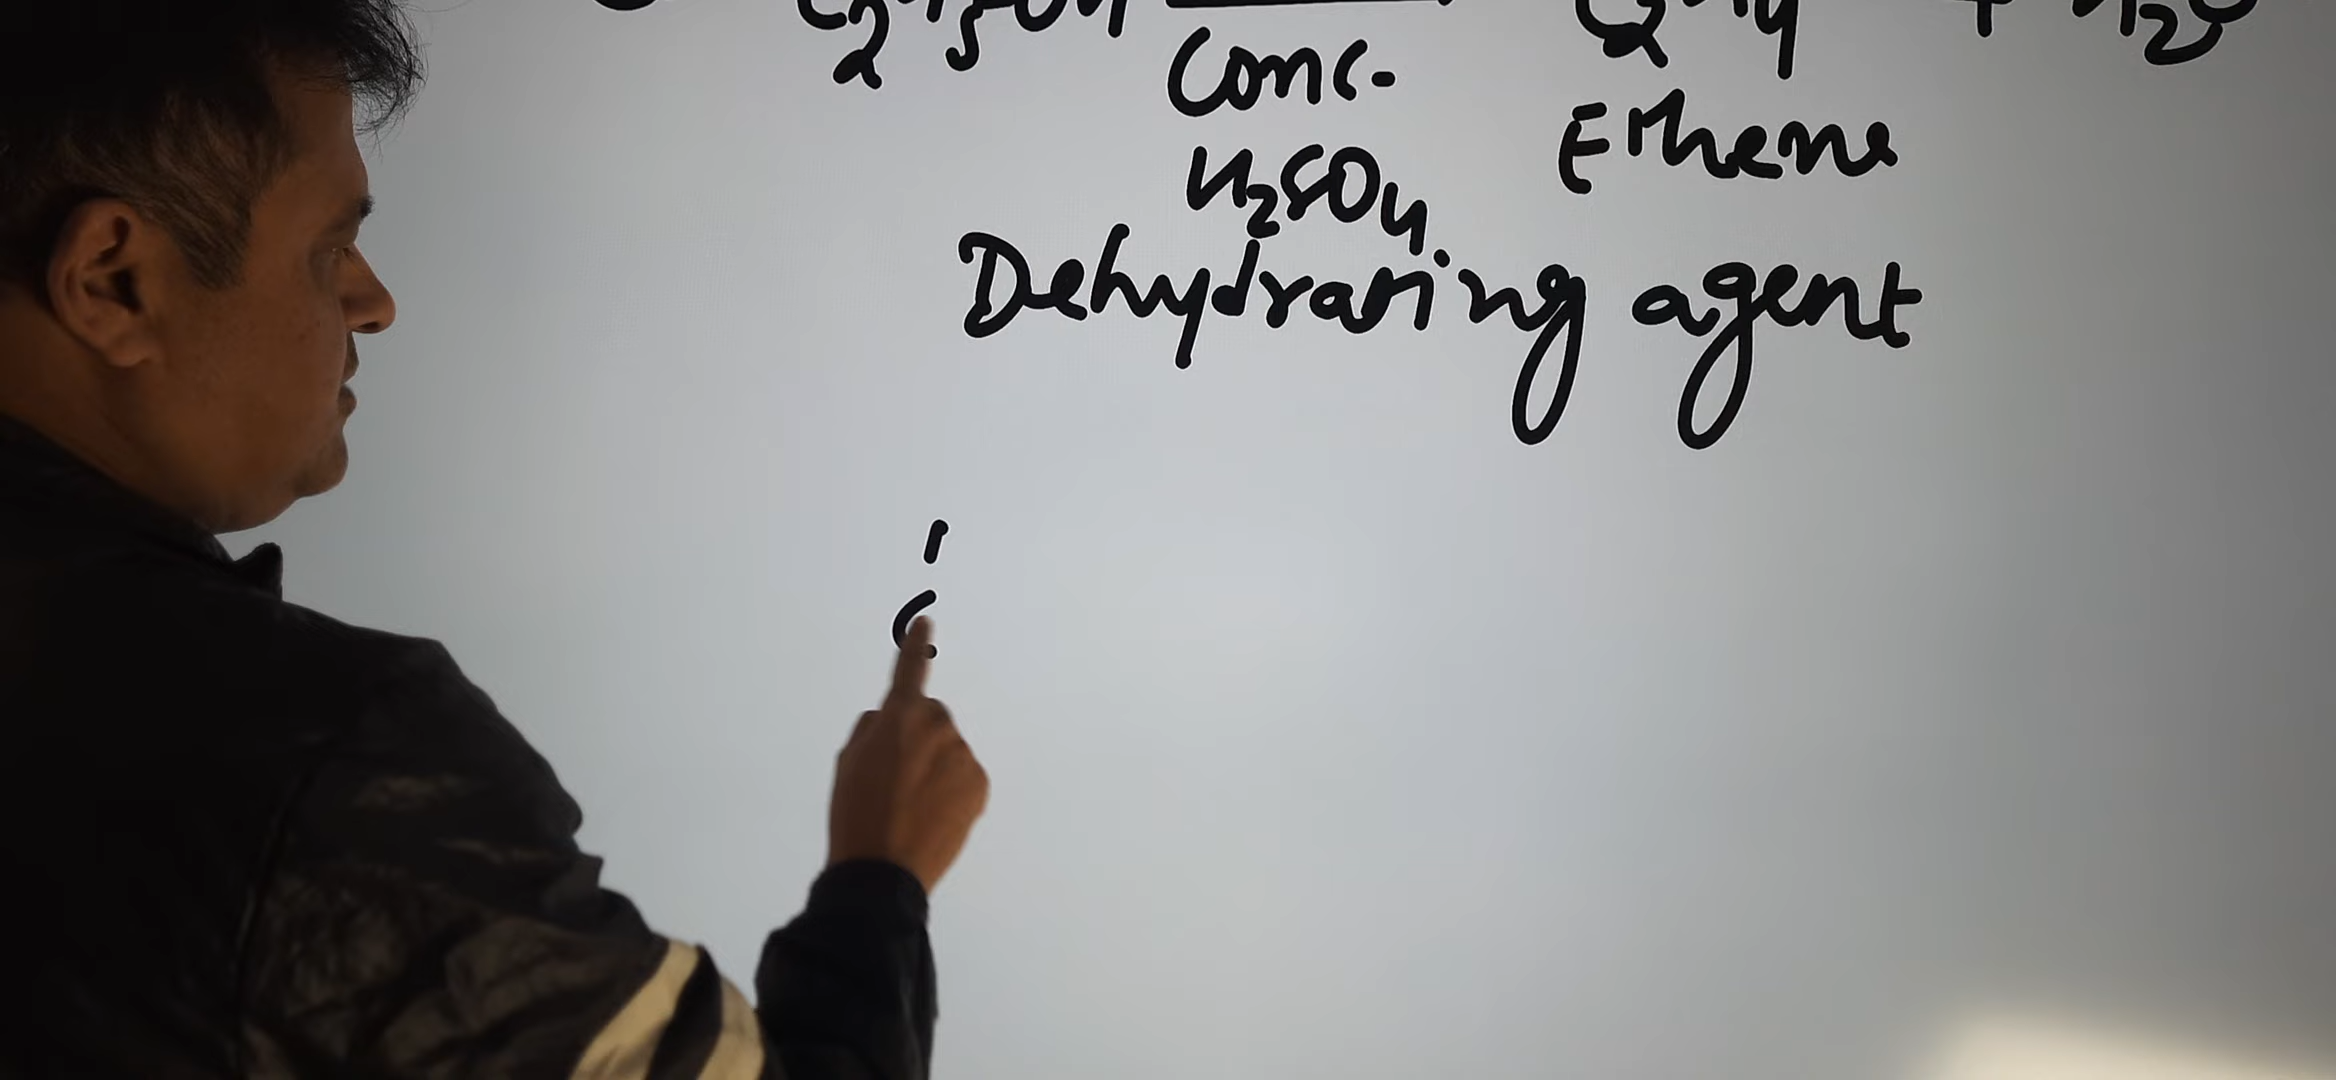 C2H5OH C2H4 + H2O
Conc.
H2SO4
Ethene
Dehydrating agent
C